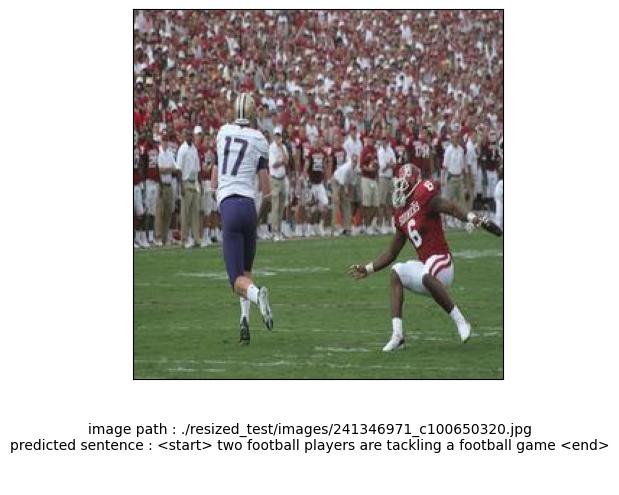 17
6
SOONERS
6
image path : ./resized_test/images/241346971_c100650320.jpg
predicted sentence : <start> two football players are tackling a football game <end>